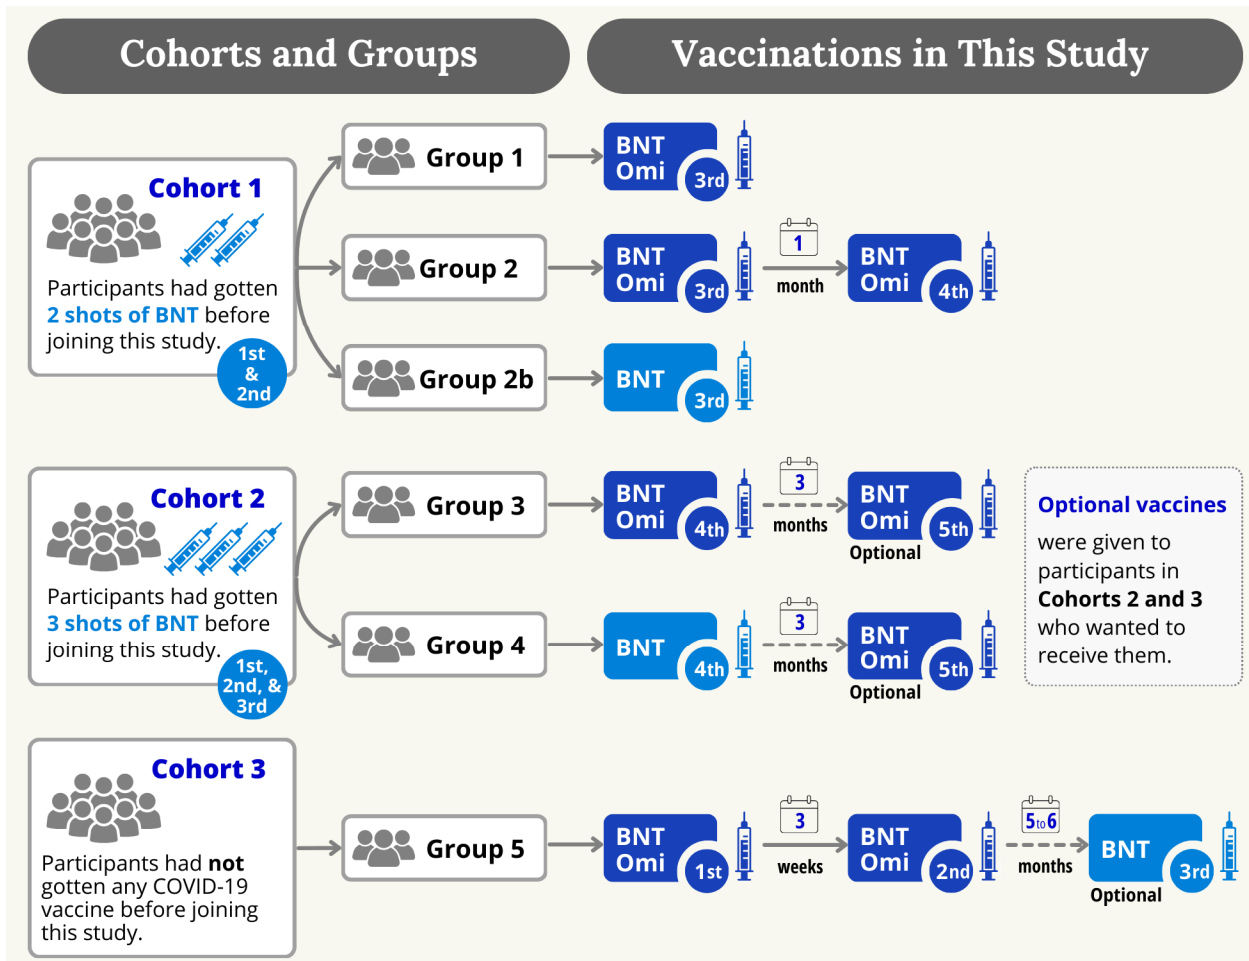 Cohorts and Groups
Vaccinations in This Study
Cohort 1
Participants had gotten
2 shots of BNT before
joining this study.
1st
&
2nd
Group 1
BNT
Omi
3rd
Group 2
BNT
Omi
3rd
1
month
BNT
Omi
4th
Group 2b
BNT
3rd
Cohort 2
Participants had gotten
3 shots of BNT before
joining this study.
1st,
2nd, &
3rd
Group 3
BNT
Omi
4th
3
months
BNT
Omi
5th
Optional
Group 4
BNT
4th
3
months
BNT
Omi
5th
Optional
Optional vaccines
were given to
participants in
Cohorts 2 and 3
who wanted to
receive them.
Cohort 3
Participants had not
gotten any COVID-19
vaccine before joining
this study.
Group 5
BNT
Omi
1st
3
weeks
BNT
Omi
2nd
5 to 6
months
BNT
3rd
Optional